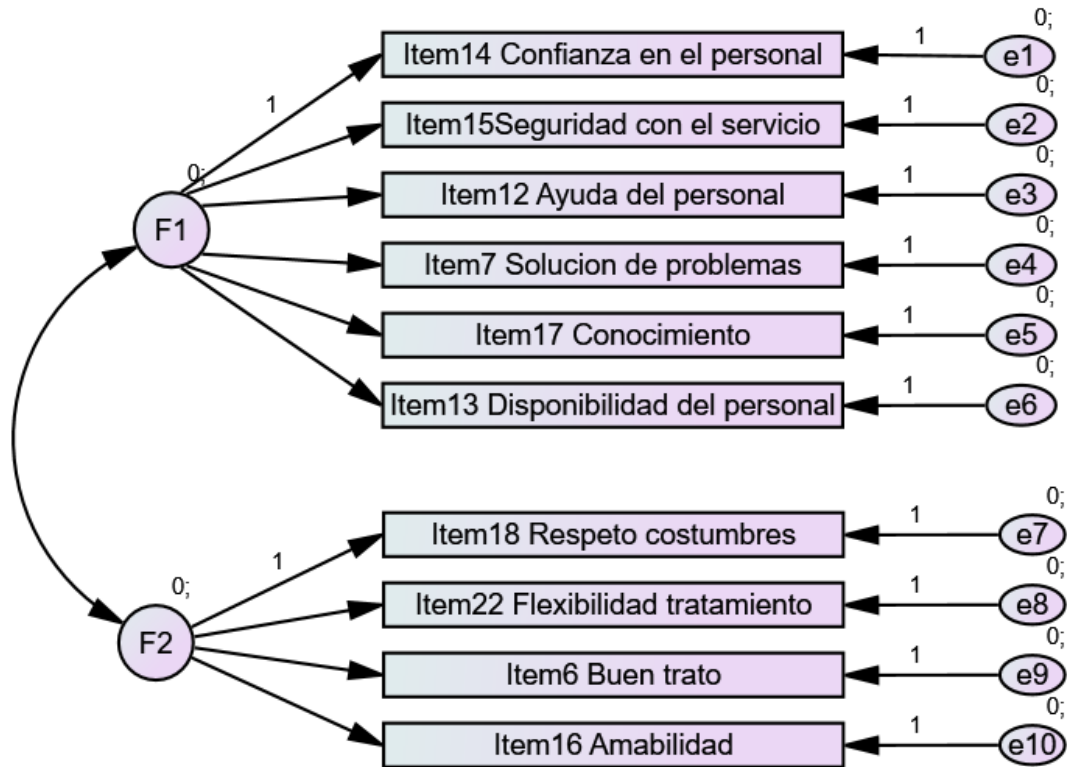 0;
1
Item14 Confianza en el personal
1
e1
0;
1
Item15Seguridad con el servicio
1
e2
0;
0;
Item12 Ayuda del personal
1
e3
F1
0;
Item7 Solucion de problemas
1
e4
0;
Item17 Conocimiento
1
e5
0;
Item13 Disponibilidad del personal
1
e6
0;
Item18 Respeto costumbres
1
e7
0;
1
0;
Item22 Flexibilidad tratamiento
1
e8
F2
0;
Item6 Buen trato
1
e9
0;
Item16 Amabilidad
1
e10